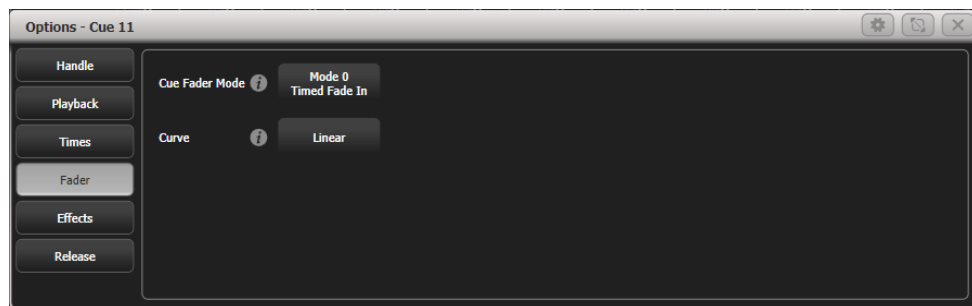 Options - Cue 11
Handle
Playback
Times
Fader
Effects
Release
Cue Fader Mode
Mode 0
Timed Fade In
Curve
Linear